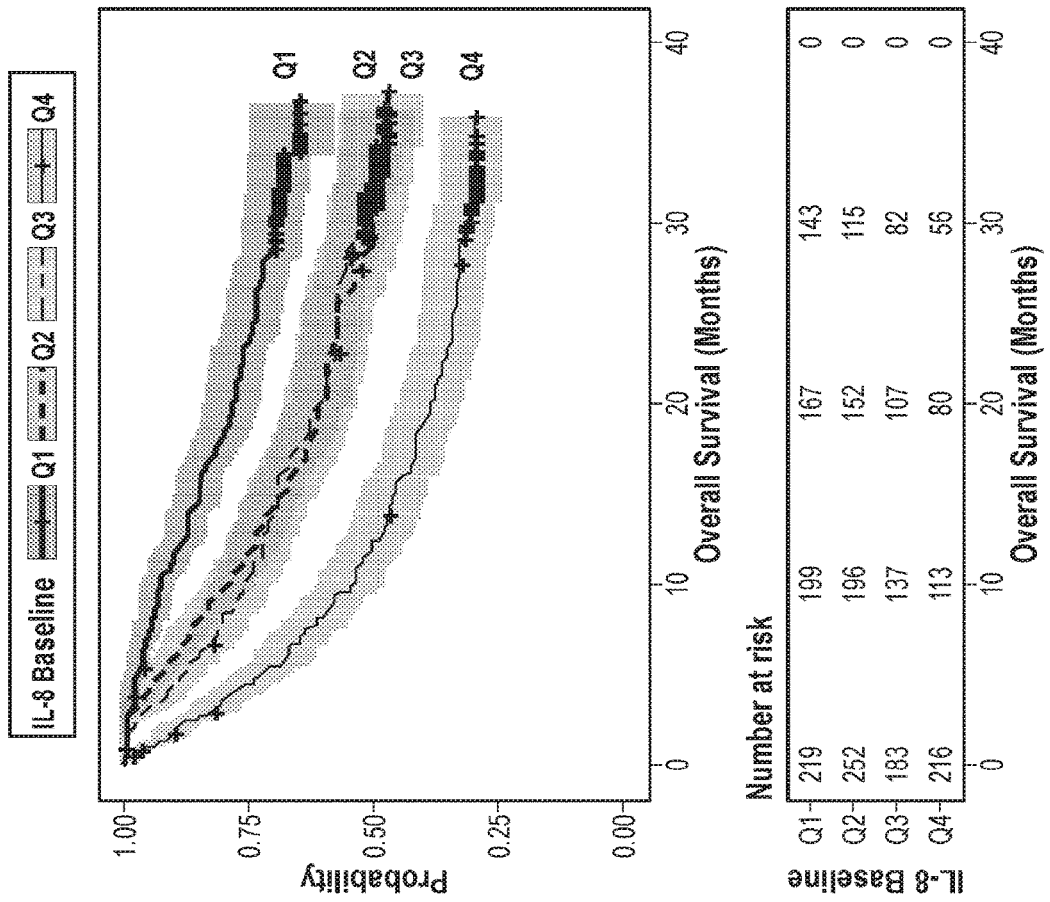 IL-8 Baseline Q1 Q2 Q3 Q4
Probability
1.00
0.75
0.50
0.25
0.00
Q1
Q2
Q3
Q4
0 10 20 30 40
Overall Survival (Months)
Number at risk
IL-8 Baseline
Q1 219 199 167 143 0
Q2 252 196 152 115 0
Q3 183 137 107 82 0
Q4 216 113 80 56 0
0 10 20 30 40
Overall Survival (Months)